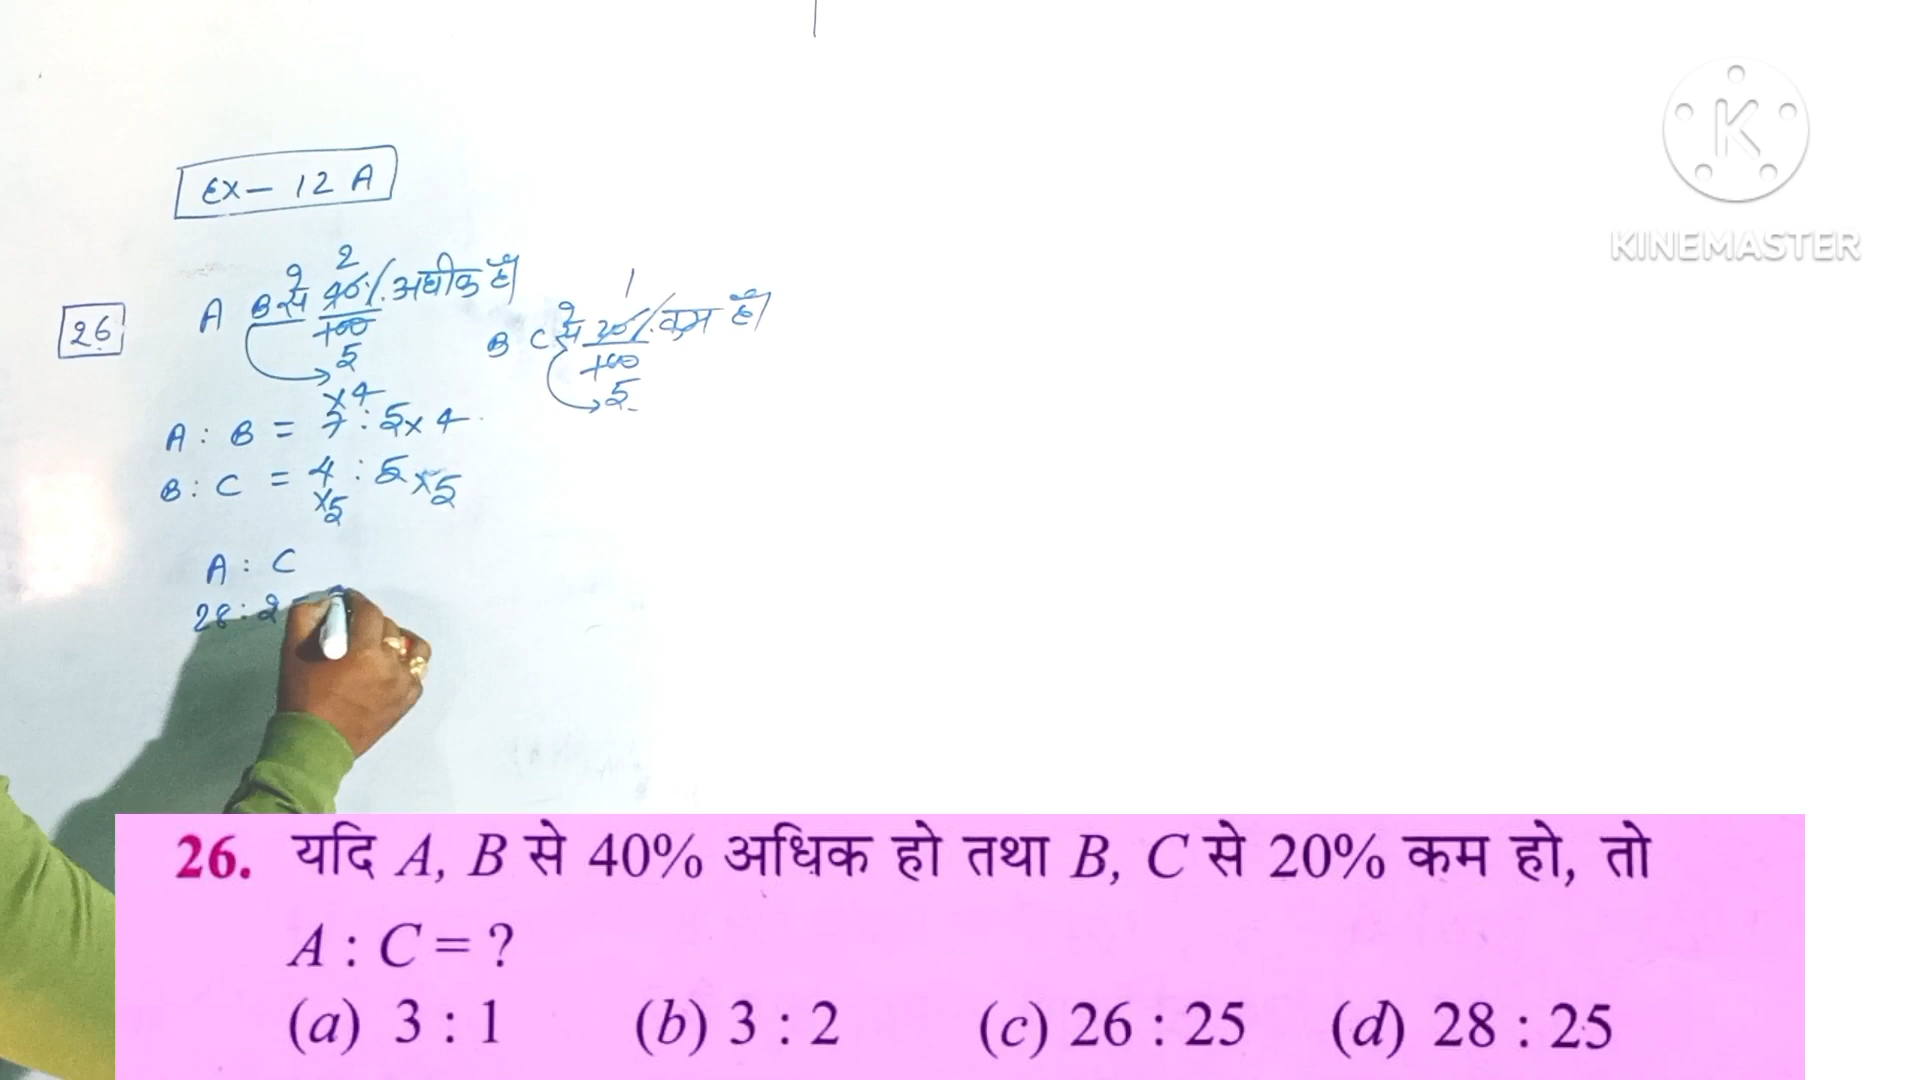 Ex- 12 A
26
2
A B से 40% अधीक है।
100
5
1
B C से 20% कम है।
100
5
×4
A : B = 7 : 5×4
B : C = 4 : 5×5
×5
A : C
28 : 2
K
KINEMASTER
26. यदि A, B से 40% अधिक हो तथा B, C से 20% कम हो, तो
A : C = ?
(a) 3 : 1 (b) 3 : 2 (c) 26 : 25 (d) 28 : 25